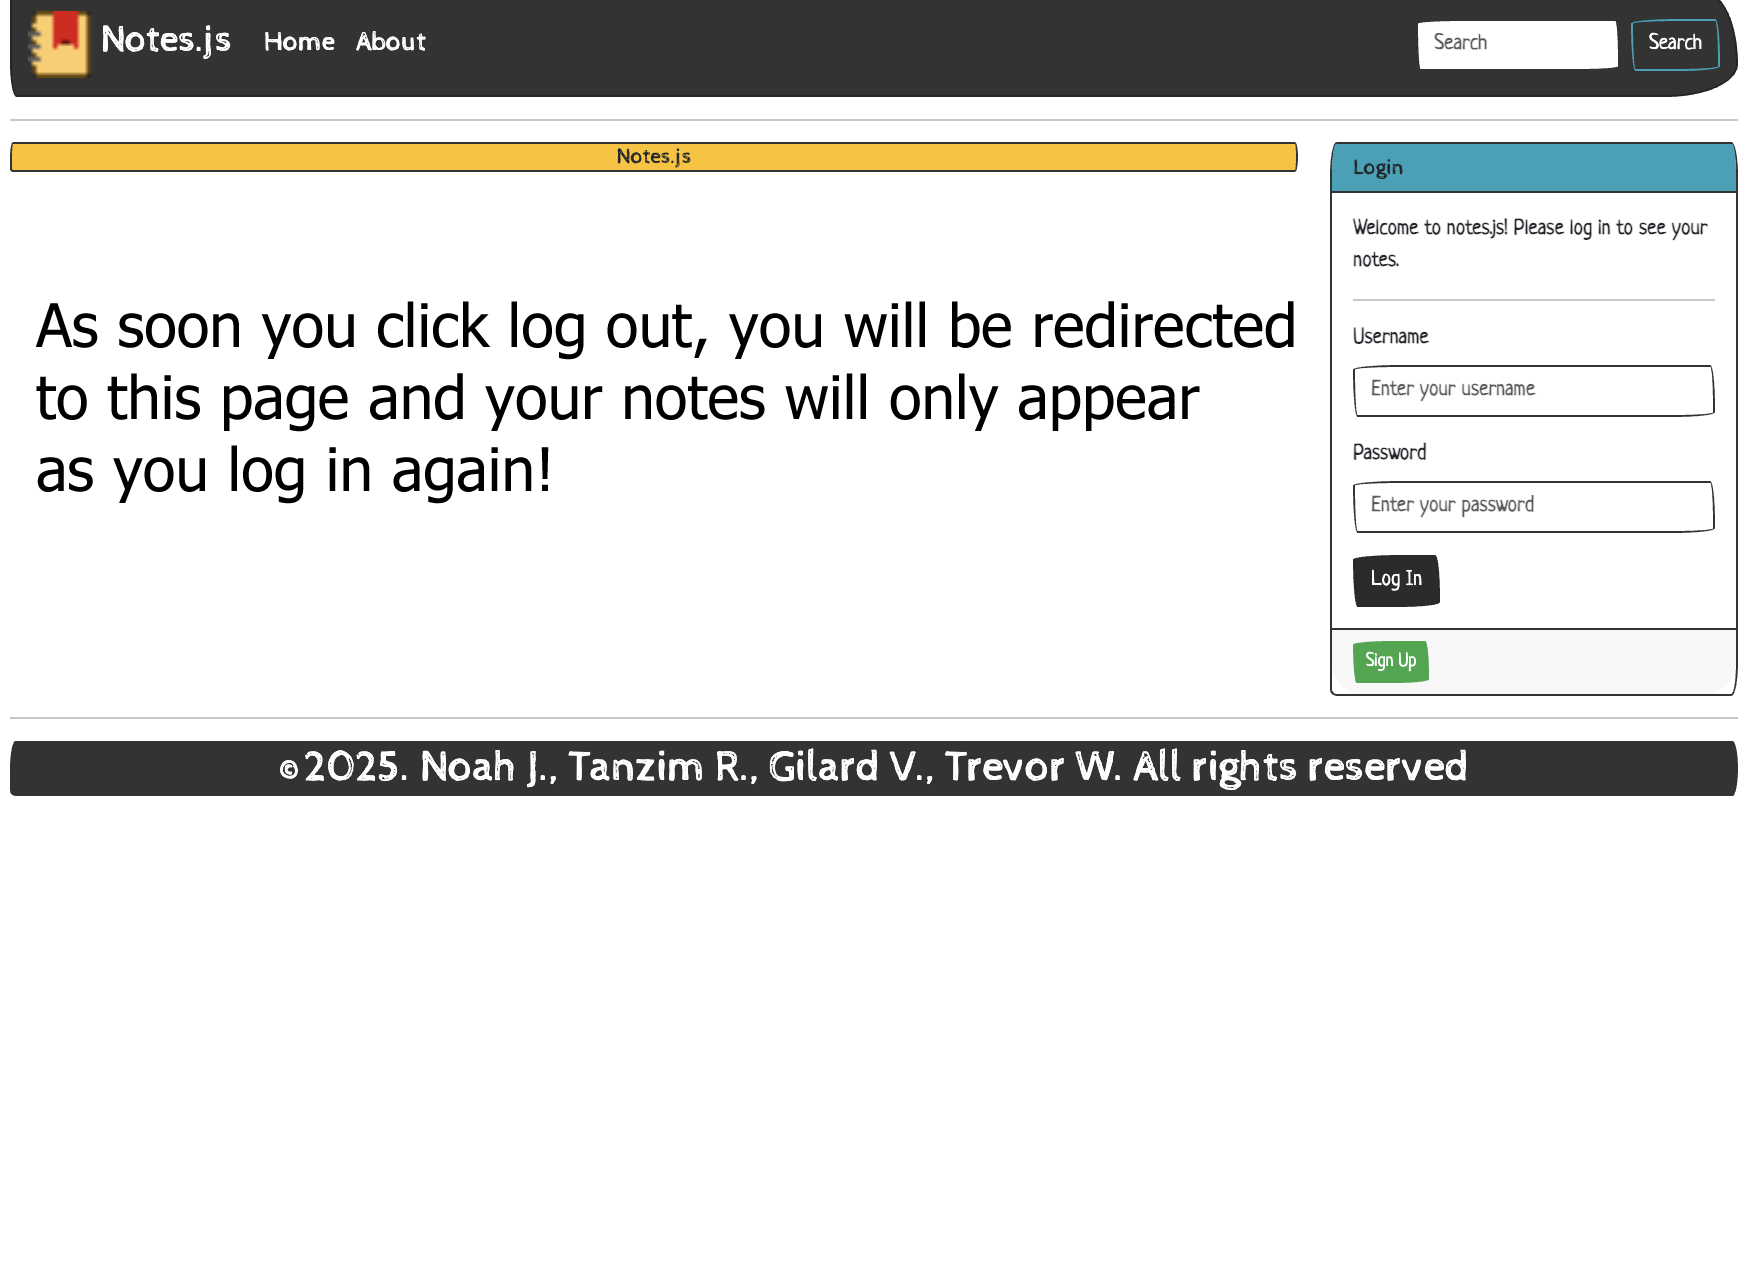 Notes.js Home About Search Search
Notes.js
As soon you click log out, you will be redirected
to this page and your notes will only appear
as you log in again!
Login
Welcome to notes.js! Please log in to see your
notes.
Username
Enter your username
Password
Enter your password
Log In
Sign Up
©2025. Noah J., Tanzim R., Gilard V., Trevor W. All rights reserved